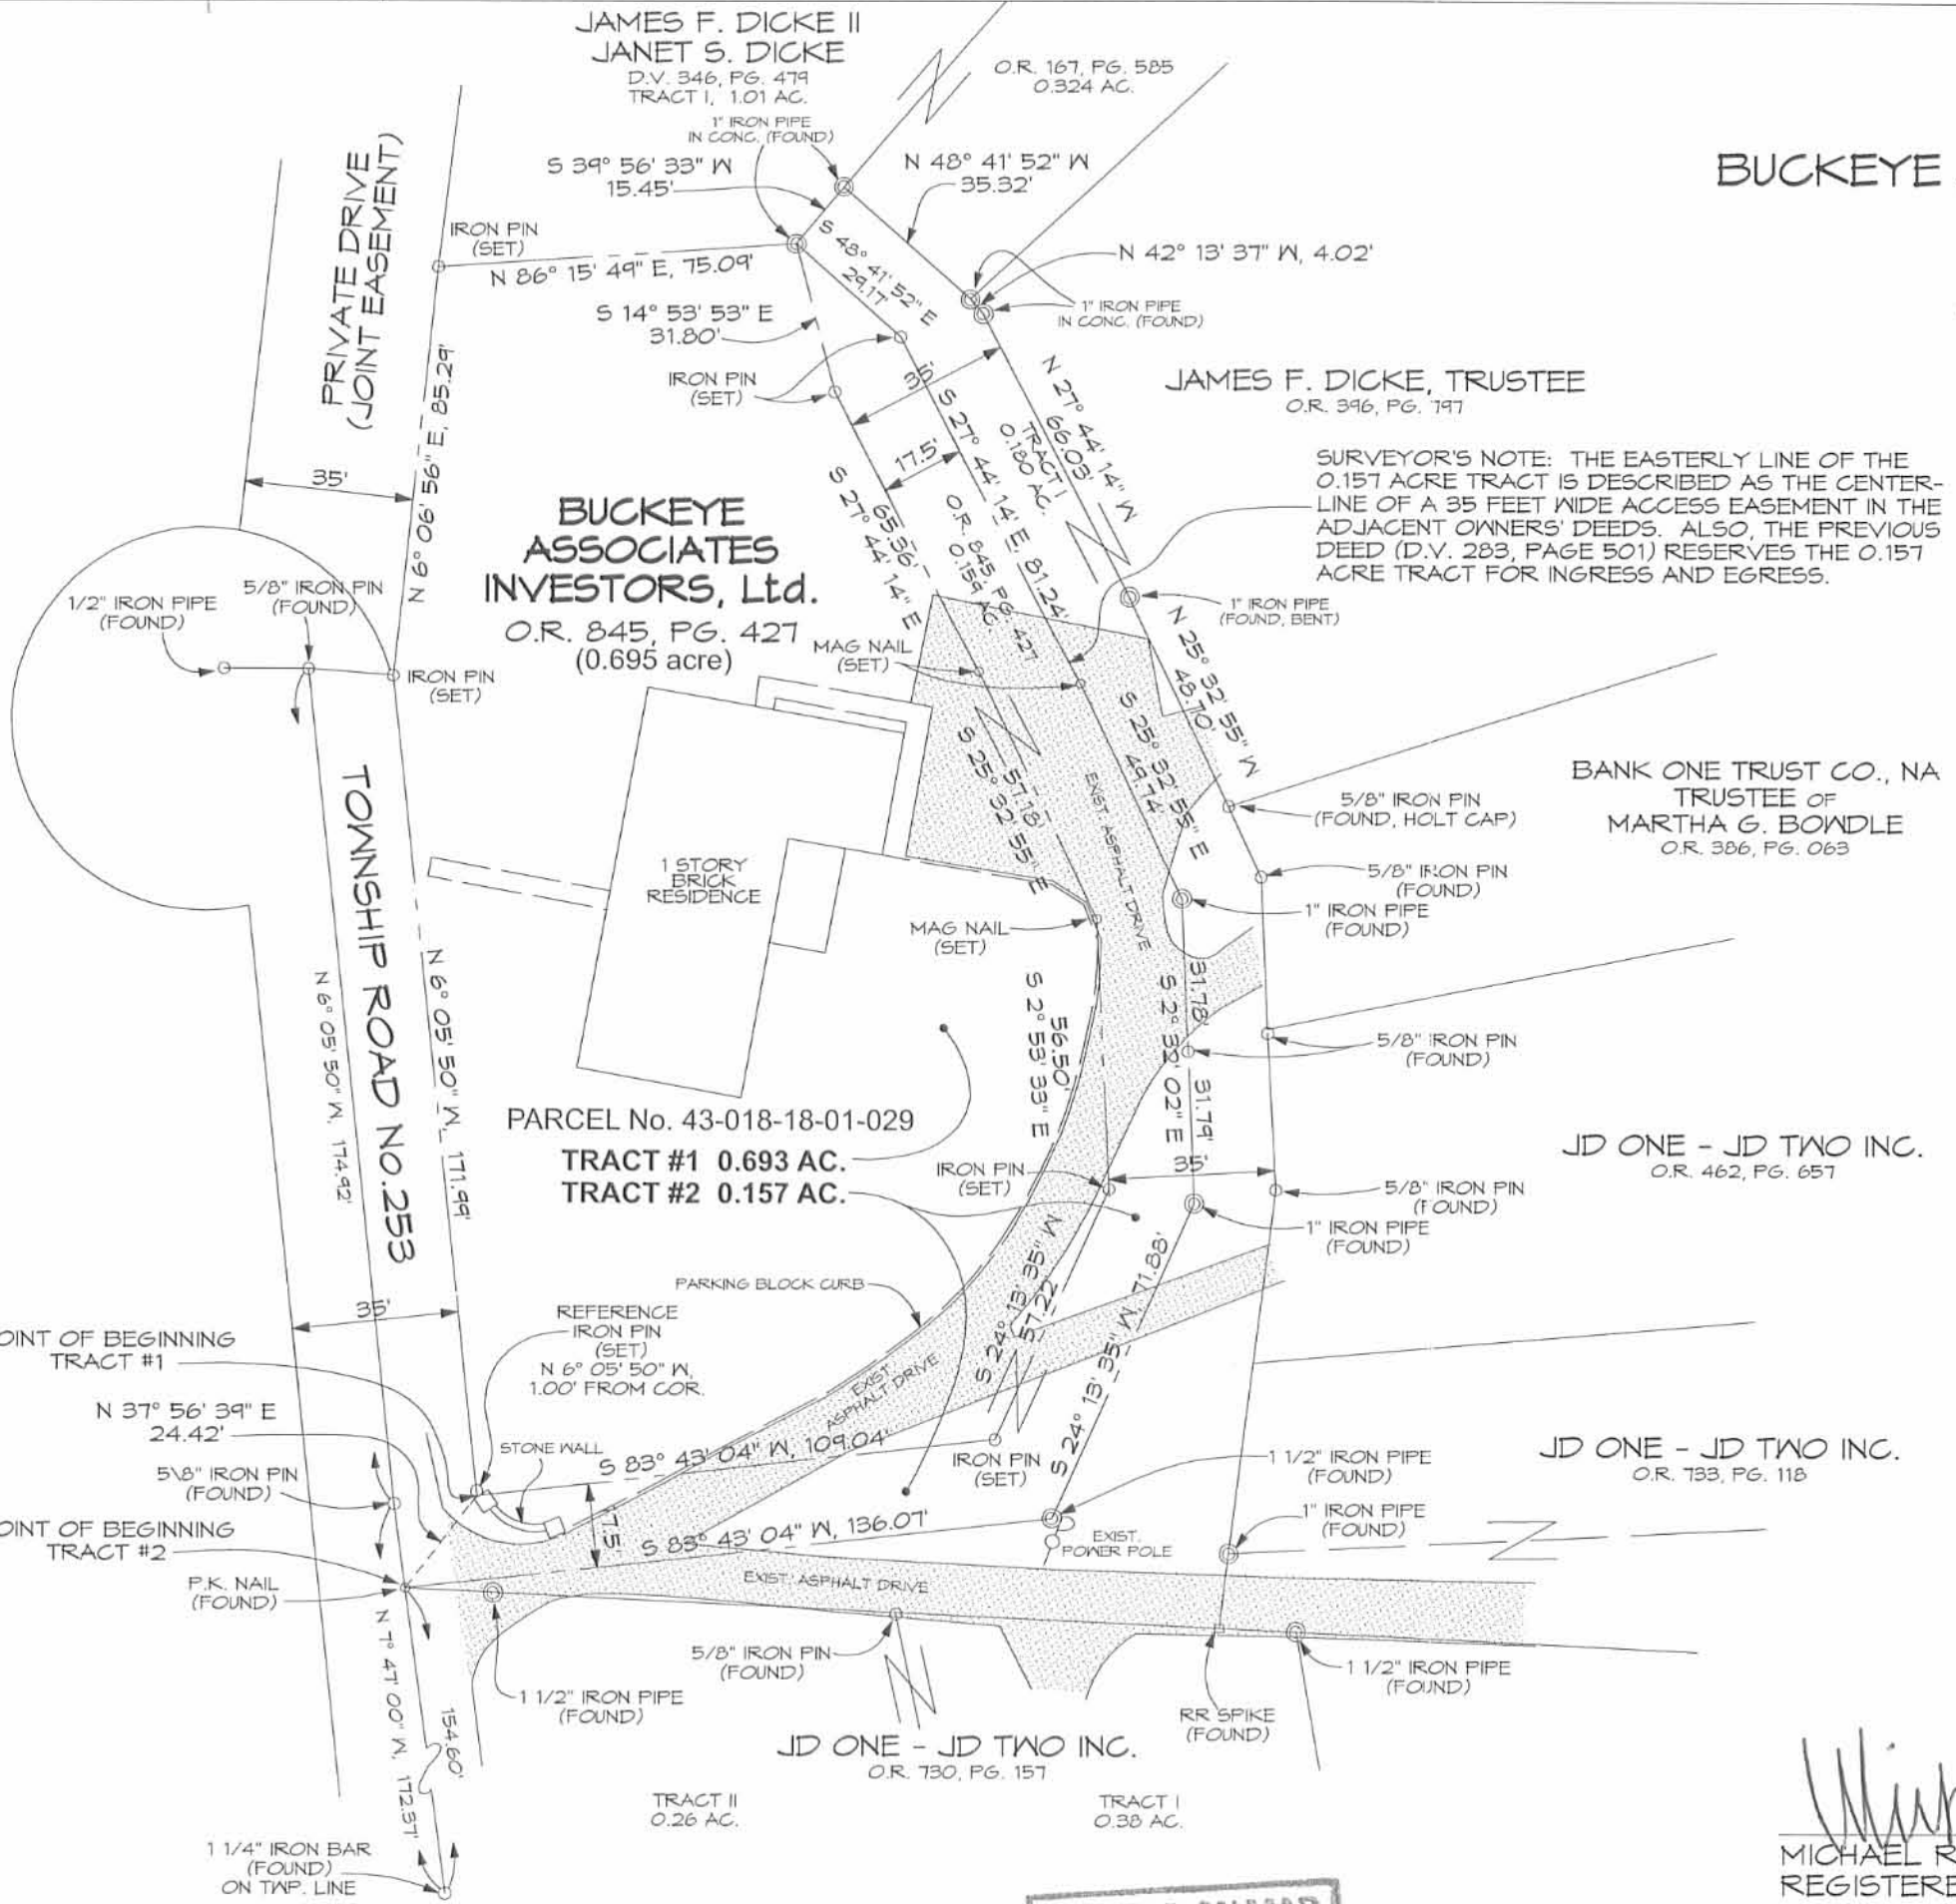 JAMES F. DICKE II
JANET S. DICKE
D.V. 346, PG. 479
TRACT I, 1.01 AC.
O.R. 167, PG. 585
0.324 AC.
1" IRON PIPE
IN CONC. (FOUND)
S 39° 56' 33" W
15.45'
N 48° 41' 52" W
35.32'
BUCKEYE
PRIVATE DRIVE
(JOINT EASEMENT)
IRON PIN
(SET)
N 86° 15' 49" E, 75.09'
S 48° 41' 52" E
29.17'
N 42° 13' 37" W, 4.02'
1" IRON PIPE
IN CONC. (FOUND)
S 14° 53' 53" E
31.80'
IRON PIN
(SET)
35'
N 27° 44' 14" W
66.03'
JAMES F. DICKE, TRUSTEE
O.R. 396, PG. 797
N 6° 06' 56" E, 85.29'
35'
17.5'
TRACT I
0.180 AC.
S 27° 44' 14" E, 81.24'
S 27° 44' 14" E
65.36'
O.R. 845, PG. 427
0.159 AC.
SURVEYOR'S NOTE: THE EASTERLY LINE OF THE
0.157 ACRE TRACT IS DESCRIBED AS THE CENTER-
LINE OF A 35 FEET WIDE ACCESS EASEMENT IN THE
ADJACENT OWNERS' DEEDS. ALSO, THE PREVIOUS
DEED (D.V. 283, PAGE 501) RESERVES THE 0.157
ACRE TRACT FOR INGRESS AND EGRESS.
BUCKEYE
ASSOCIATES
INVESTORS, Ltd.
O.R. 845, PG. 427
(0.695 acre)
1/2" IRON PIPE
(FOUND)
5/8" IRON PIN
(FOUND)
IRON PIN
(SET)
MAG NAIL
(SET)
1" IRON PIPE
(FOUND, BENT)
N 25° 32' 55" W
48.70'
S 25° 32' 55" E
49.74'
S 25° 32' 55" E
57.18'
EXIST. ASPHALT DRIVE
BANK ONE TRUST CO., NA
TRUSTEE OF
MARTHA G. BOWDLE
O.R. 386, PG. 063
5/8" IRON PIN
(FOUND, HOLT CAP)
5/8" IRON PIN
(FOUND)
1" IRON PIPE
(FOUND)
1 STORY
BRICK
RESIDENCE
MAG NAIL
(SET)
TOWNSHIP ROAD NO.253
N 6° 05' 50" W, 174.92'
N 6° 05' 50" W, 171.99'
S 2° 53' 33" E
56.50'
S 2° 32' 02" E
31.78'
31.79'
5/8" IRON PIN
(FOUND)
PARCEL No. 43-018-18-01-029
TRACT #1 0.693 AC.
TRACT #2 0.157 AC.
IRON PIN
(SET)
35'
JD ONE - JD TWO INC.
O.R. 462, PG. 657
5/8" IRON PIN
(FOUND)
1" IRON PIPE
(FOUND)
PARKING BLOCK CURB
S 24° 13' 35" W
57.22'
S 24° 13' 35" W, 71.88'
35'
OINT OF BEGINNING
TRACT #1
REFERENCE
IRON PIN
(SET)
N 6° 05' 50" W,
1.00' FROM COR.
EXIST.
ASPHALT DRIVE
N 37° 56' 39" E
24.42'
STONE WALL
S 83° 43' 04" W, 109.04'
IRON PIN
(SET)
1 1/2" IRON PIPE
(FOUND)
JD ONE - JD TWO INC.
O.R. 733, PG. 118
5\8" IRON PIN
(FOUND)
OINT OF BEGINNING
TRACT #2
17.5'
S 83° 43' 04" W, 136.07'
EXIST.
POWER POLE
1" IRON PIPE
(FOUND)
P.K. NAIL
(FOUND)
EXIST. ASPHALT DRIVE
N 7° 47' 00" W, 172.37'
154.60'
1 1/2" IRON PIPE
(FOUND)
5/8" IRON PIN
(FOUND)
1 1/2" IRON PIPE
(FOUND)
RR SPIKE
(FOUND)
JD ONE - JD TWO INC.
O.R. 730, PG. 157
TRACT II
0.26 AC.
TRACT I
0.38 AC.
1 1/4" IRON BAR
(FOUND)
ON TWP. LINE
MICHAEL R
REGISTERE